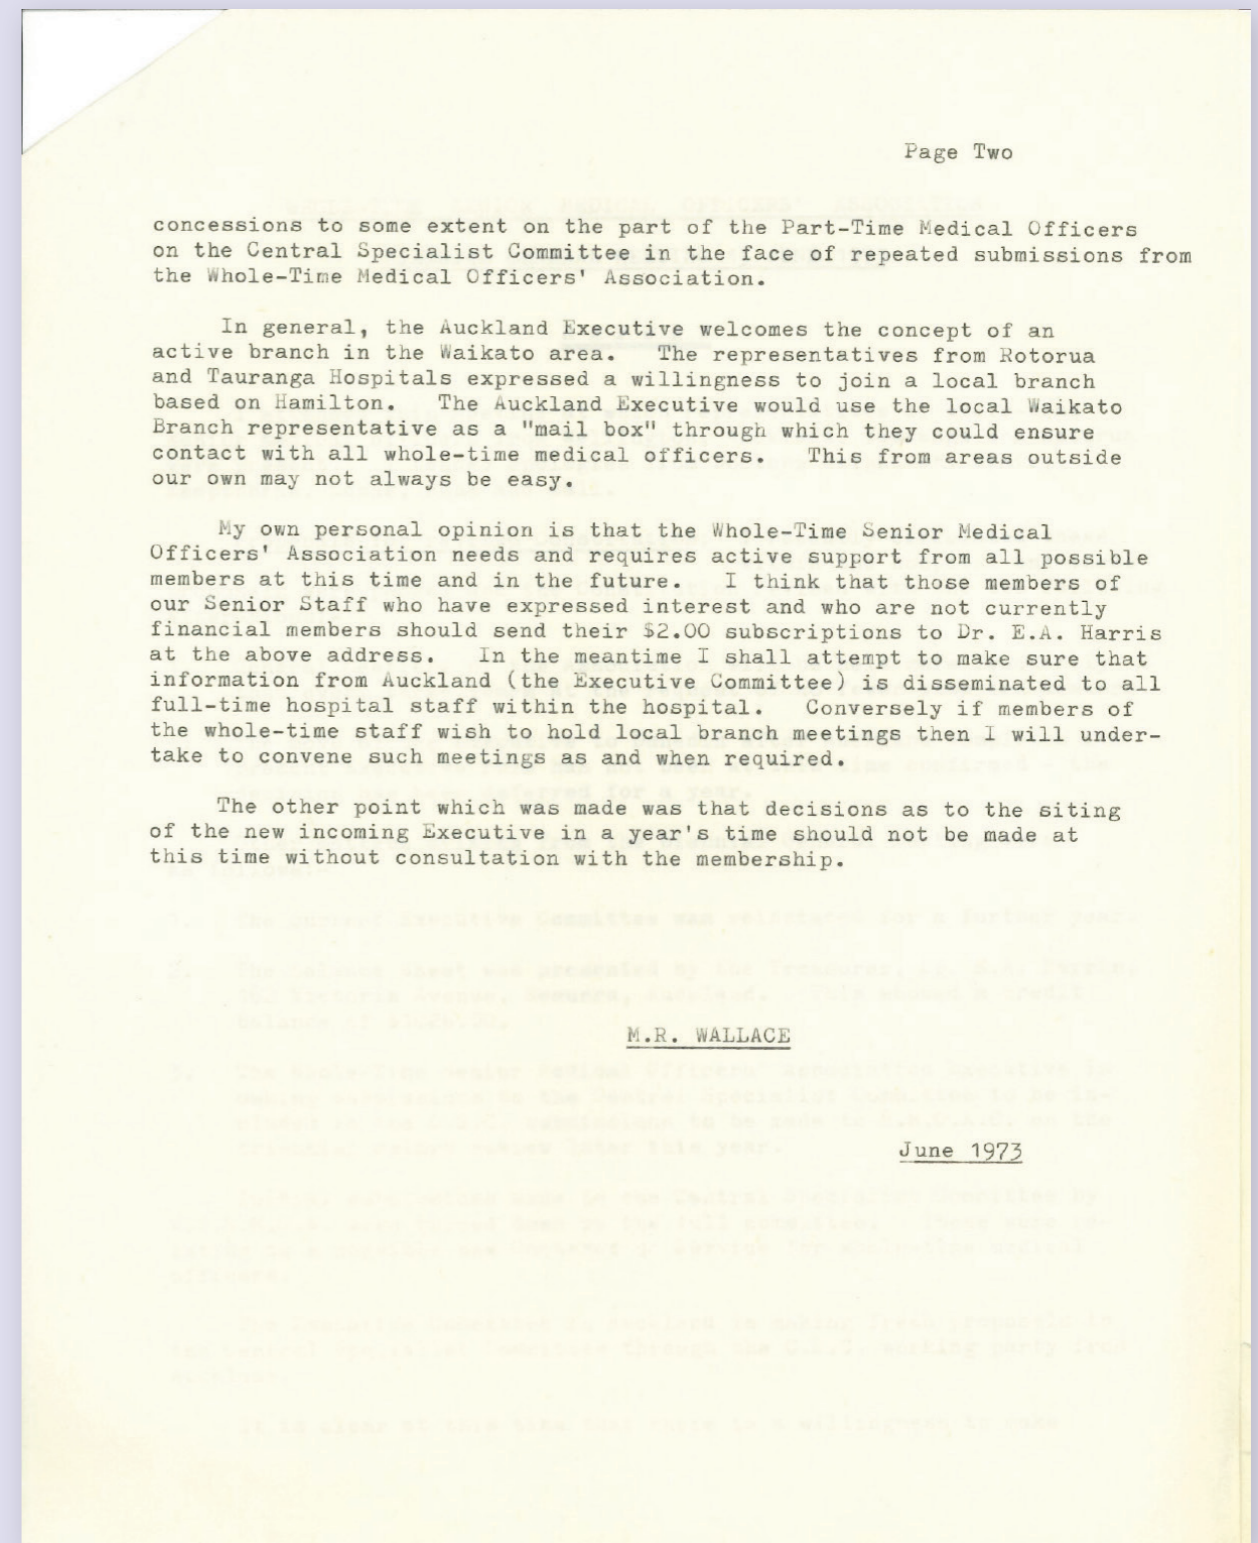 Page Two
concessions to some extent on the part of the Part-Time Medical Officers
on the Central Specialist Committee in the face of repeated submissions from
the Whole-Time Medical Officers' Association.
In general, the Auckland Executive welcomes the concept of an
active branch in the Waikato area. The representatives from Rotorua
and Tauranga Hospitals expressed a willingness to join a local branch
based on Hamilton. The Auckland Executive would use the local Waikato
Branch representative as a "mail box" through which they could ensure
contact with all whole-time medical officers. This from areas outside
our own may not always be easy.
My own personal opinion is that the Whole-Time Senior Medical
Officers' Association needs and requires active support from all possible
members at this time and in the future. I think that those members of
our Senior Staff who have expressed interest and who are not currently
financial members should send their $2.00 subscriptions to Dr. E.A. Harris
at the above address. In the meantime I shall attempt to make sure that
information from Auckland (the Executive Committee) is disseminated to all
full-time hospital staff within the hospital. Conversely if members of
the whole-time staff wish to hold local branch meetings then I will under-
take to convene such meetings as and when required.
The other point which was made was that decisions as to the siting
of the new incoming Executive in a year's time should not be made at
this time without consultation with the membership.
M.R. WALLACE
June 1973